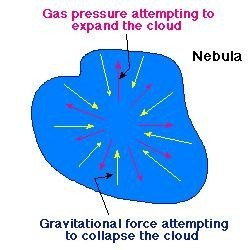 Gas pressure attempting to
expand the cloud
Nebula
Gravitational force attempting
to collapse the cloud